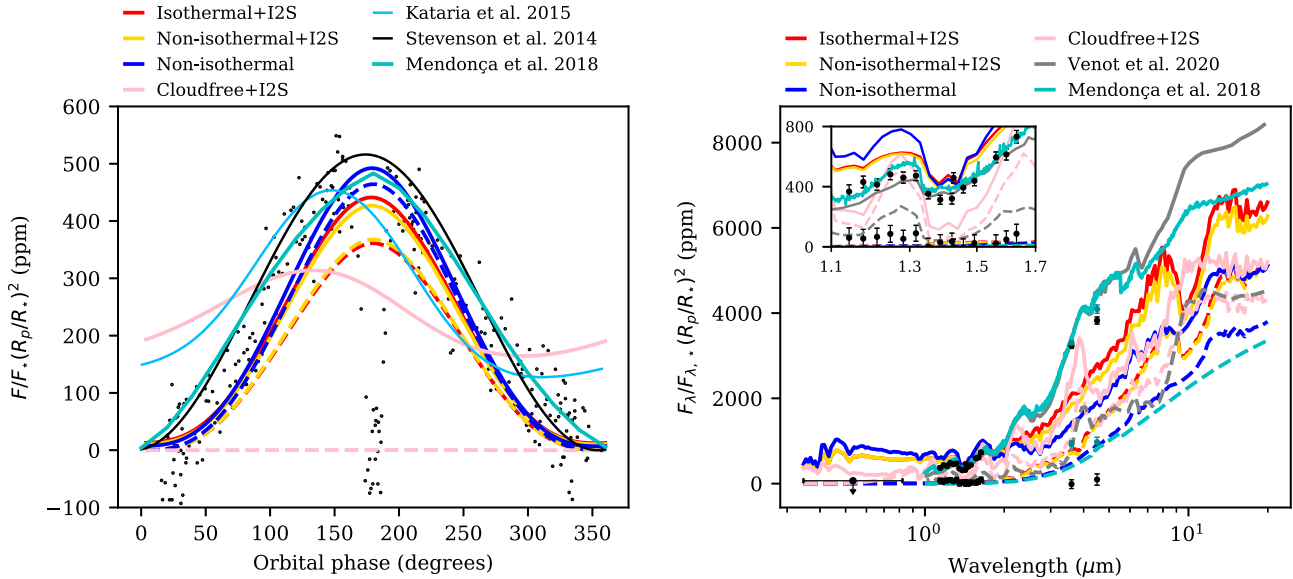 Isothermal+I2S
Non-isothermal+I2S
Non-isothermal
Cloudfree+I2S
Kataria et al. 2015
Stevenson et al. 2014
Mendonça et al. 2018
600
500
400
300
200
100
0
−100
F/F⋆(Rp/R⋆)² (ppm)
0 50 100 150 200 250 300 350
Orbital phase (degrees)
Isothermal+I2S
Non-isothermal+I2S
Non-isothermal
Cloudfree+I2S
Venot et al. 2020
Mendonça et al. 2018
8000
6000
4000
2000
0
Fλ/Fλ,⋆(Rp/R⋆)² (ppm)
800
400
0
1.1 1.3 1.5 1.7
10⁰ 10¹
Wavelength (μm)